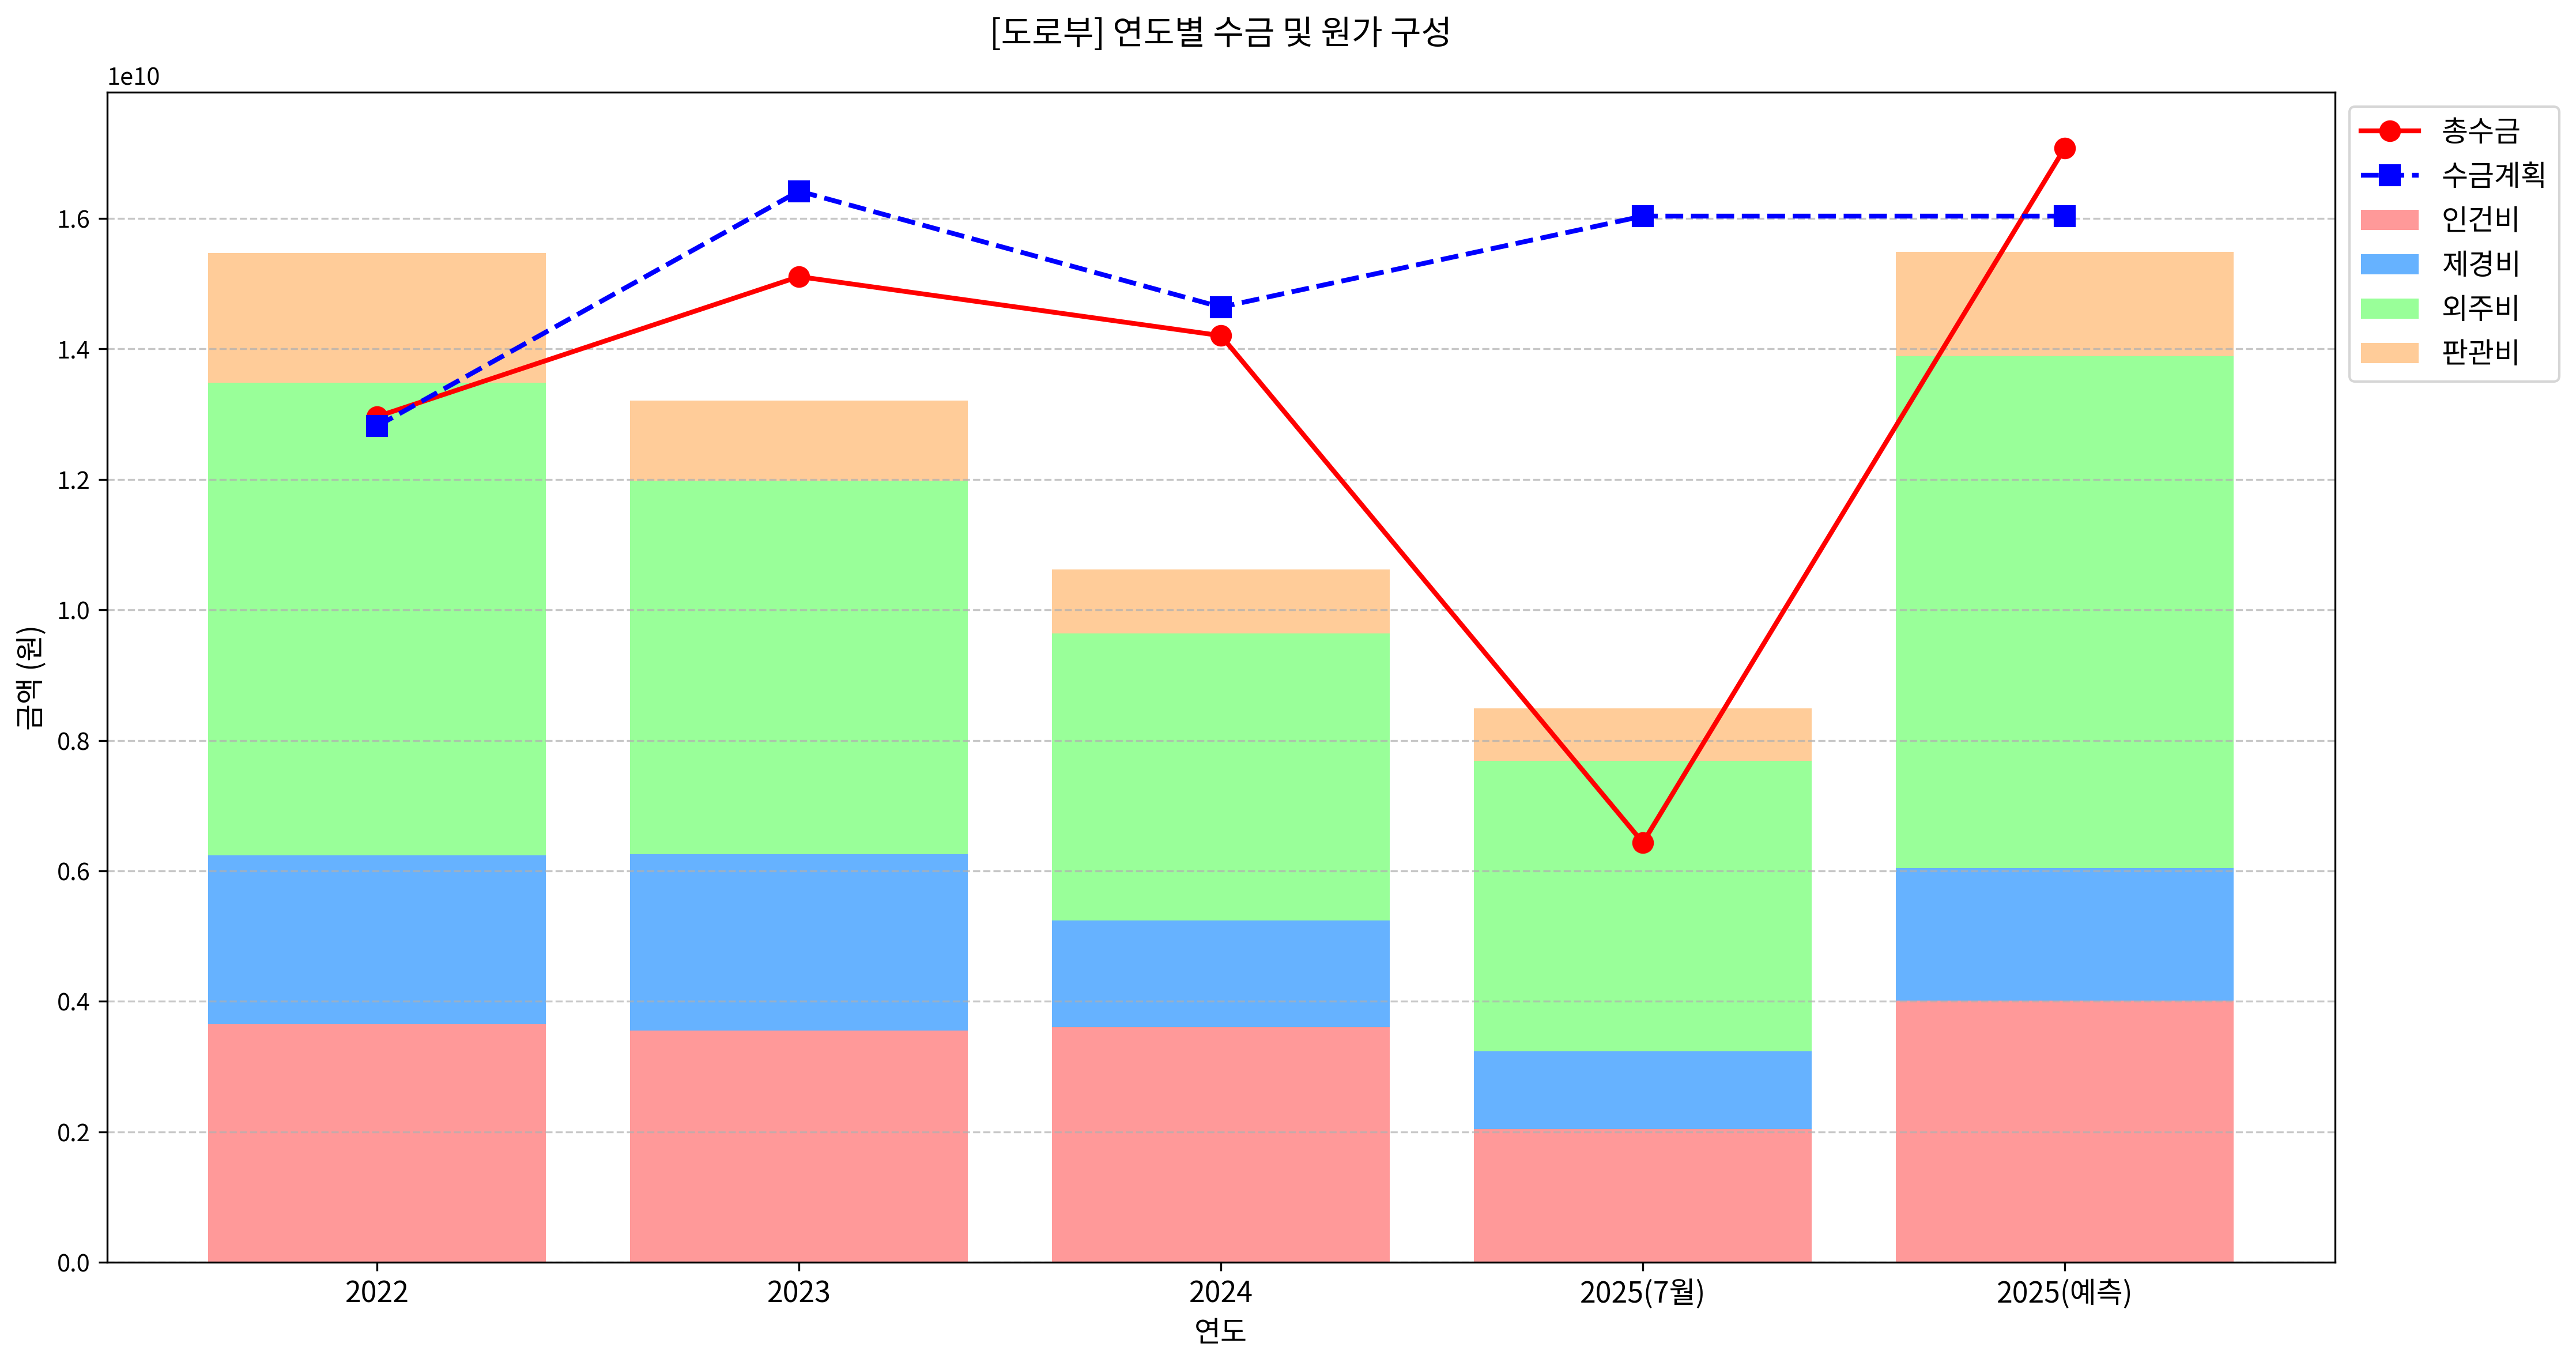 [도로부] 연도별 수금 및 원가 구성
1e10
총수금
수금계획
인건비
제경비
외주비
판관비
금액 (원)
1.6
1.4
1.2
1.0
0.8
0.6
0.4
0.2
0.0
2022
2023
2024
2025(7월)
2025(예측)
연도